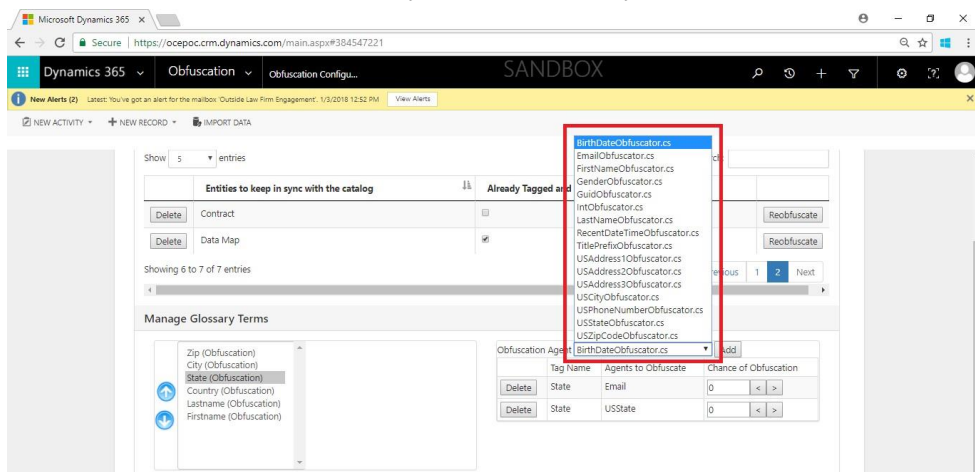 Microsoft Dynamics 365
Secure | https://ocepoc.crm.dynamics.com/main.aspx#384547221
Dynamics 365 Obfuscation Obfuscation Configu... SANDBOX
New Alerts (2) Latest: You've got an alert for the mailbox 'Outside Law Firm Engagement'. 1/3/2018 12:52 PM View Alerts
NEW ACTIVITY + NEW RECORD IMPORT DATA
Show 5 entries
Entities to keep in sync with the catalog Already Tagged and
Delete Contract Reobfuscate
Delete Data Map Reobfuscate
Showing 6 to 7 of 7 entries 1 2 Next
BirthDateObfuscator.cs
EmailObfuscator.cs
FirstNameObfuscator.cs
GenderObfuscator.cs
GuidObfuscator.cs
IntObfuscator.cs
LastNameObfuscator.cs
RecentDateTimeObfuscator.cs
TitlePrefixObfuscator.cs
USAddress1Obfuscator.cs
USAddress2Obfuscator.cs
USAddress3Obfuscator.cs
USCityObfuscator.cs
USPhoneNumberObfuscator.cs
USStateObfuscator.cs
USZipCodeObfuscator.cs
Manage Glossary Terms
Zip (Obfuscation)
City (Obfuscation)
State (Obfuscation)
Country (Obfuscation)
Lastname (Obfuscation)
Firstname (Obfuscation)
Obfuscation Agent BirthDateObfuscator.cs Add
Tag Name Agents to Obfuscate Chance of Obfuscation
Delete State Email 0 < >
Delete State USState 0 < >